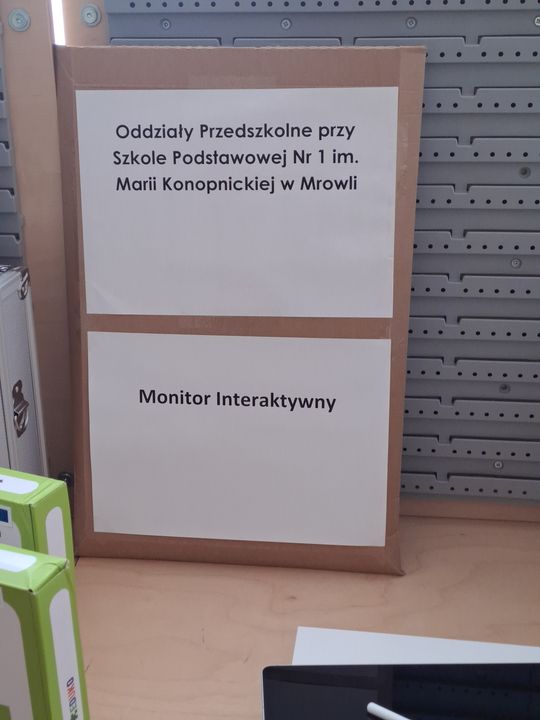 Oddziały Przedszkolne przy
Szkole Podstawowej Nr 1 im.
Marii Konopnickiej w Mrowli
Monitor Interaktywny